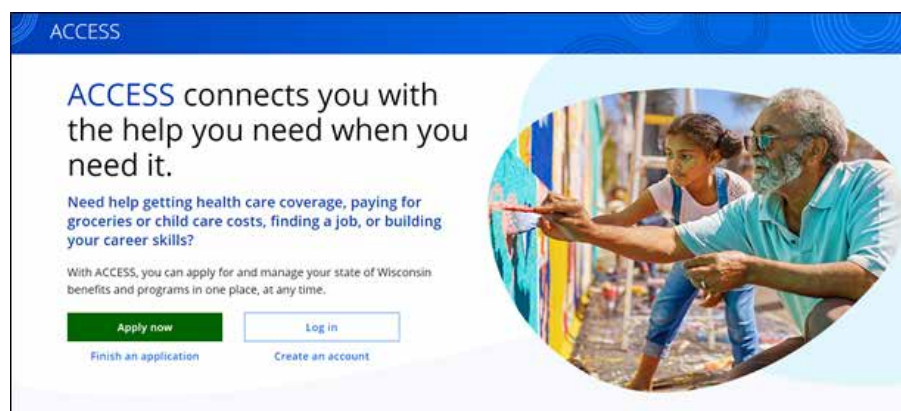 ACCESS
ACCESS connects you with
the help you need when you
need it.
Need help getting health care coverage, paying for
groceries or child care costs, finding a job, or building
your career skills?
With ACCESS, you can apply for and manage your state of Wisconsin
benefits and programs in one place, at any time.
Apply now
Log in
Finish an application
Create an account